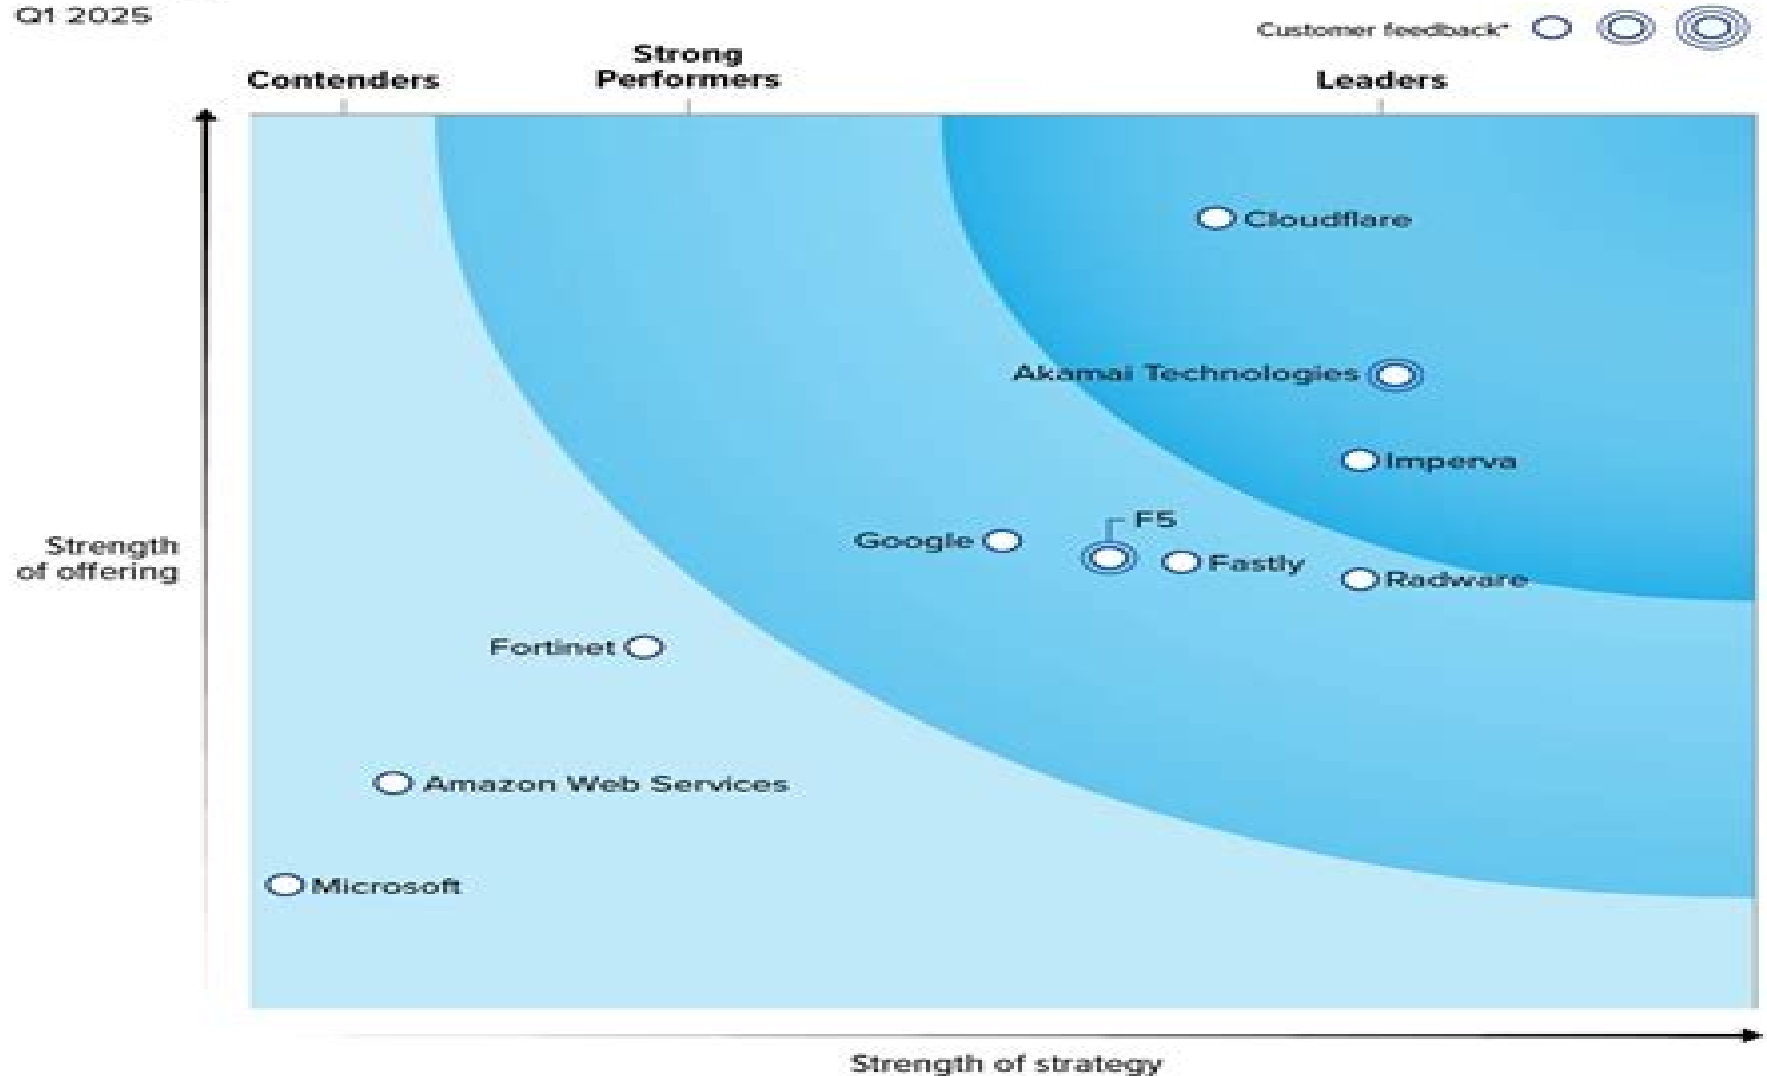 Q1 2025
Customer feedback*
Contenders
Strong
Performers
Leaders
Cloudflare
Akamai Technologies
Imperva
F5
Google
Fastly
Radware
Strength
of offering
Fortinet
Amazon Web Services
Microsoft
Strength of strategy